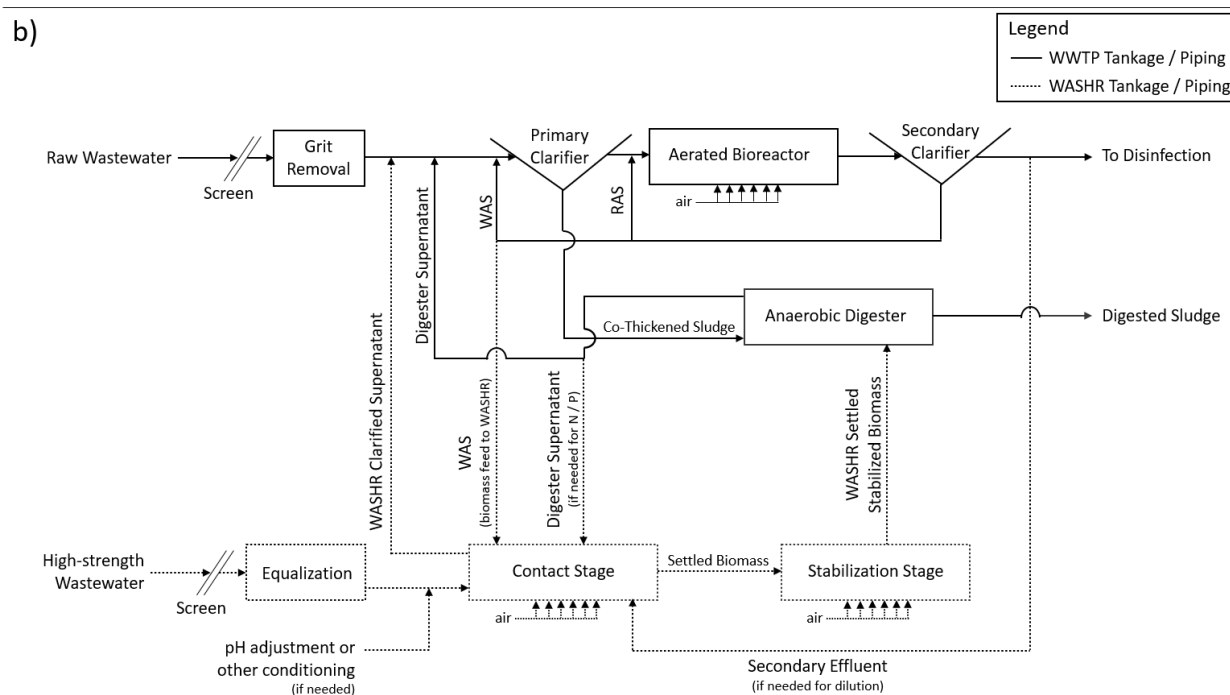 b)
Legend
WWTP Tankage / Piping
WASHR Tankage / Piping
Raw Wastewater
Screen
Grit
Removal
Primary
Clarifier
Aerated Bioreactor
air
Secondary
Clarifier
To Disinfection
WAS
RAS
Digester Supernatant
WASHR Clarified Supernatant
Co-Thickened Sludge
Anaerobic Digester
Digested Sludge
WAS
(biomass feed to WASHR)
Digester Supernatant
(if needed for N / P)
WASHR Settled
Stabilized Biomass
High-strength
Wastewater
Screen
Equalization
Contact Stage
air
Settled Biomass
Stabilization Stage
air
pH adjustment or
other conditioning
(if needed)
Secondary Effluent
(if needed for dilution)